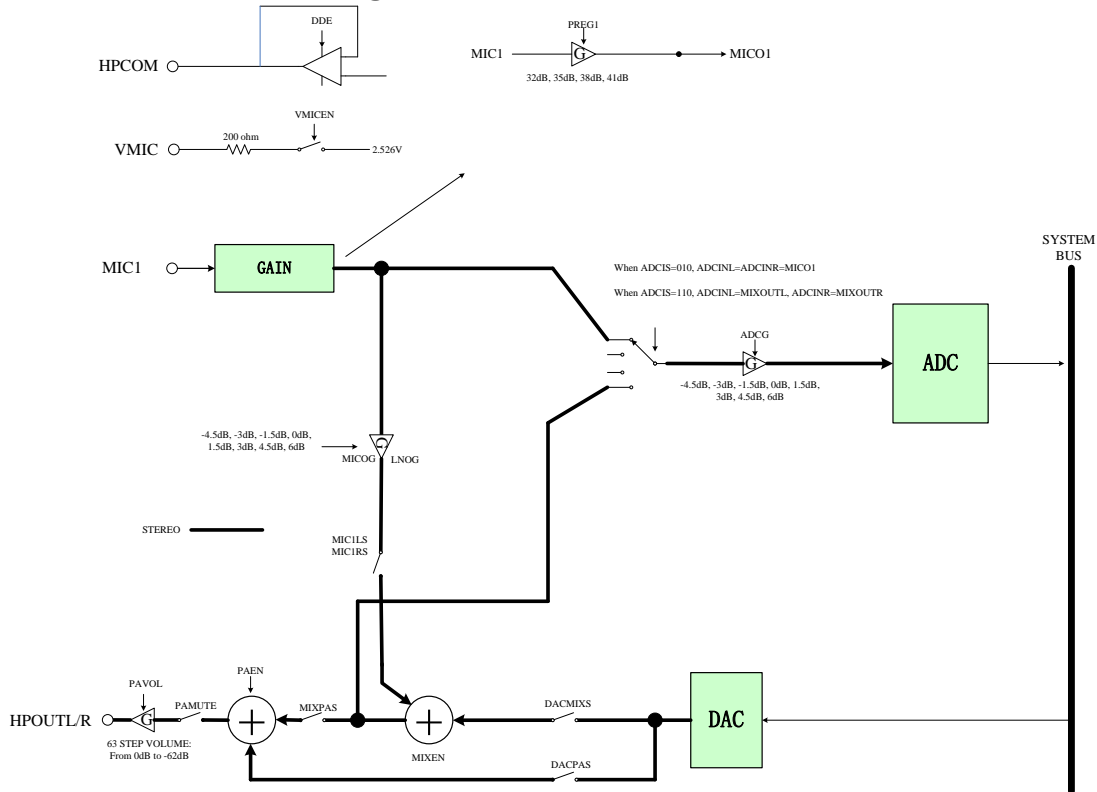 DDE
HPCOM
PREG1
MIC1
G
MICO1
32dB, 35dB, 38dB, 41dB
VMICEN
VMIC
200 ohm
2.526V
MIC1
GAIN
SYSTEM
BUS
When ADCIS=010, ADCINL=ADCINR=MICO1
When ADCIS=110, ADCINL=MIXOUTL, ADCINR=MIXOUTR
ADCG
G
-4.5dB, -3dB, -1.5dB, 0dB, 1.5dB,
3dB, 4.5dB, 6dB
ADC
-4.5dB, -3dB, -1.5dB, 0dB,
1.5dB, 3dB, 4.5dB, 6dB
G
MICOG
LNOG
STEREO
MIC1LS
MIC1RS
PAEN
PAVOL
PAMUTE
MIXPAS
DACMIXS
HPOUTL/R
G
+
+
DAC
63 STEP VOLUME:
From 0dB to -62dB
MIXEN
DACPAS